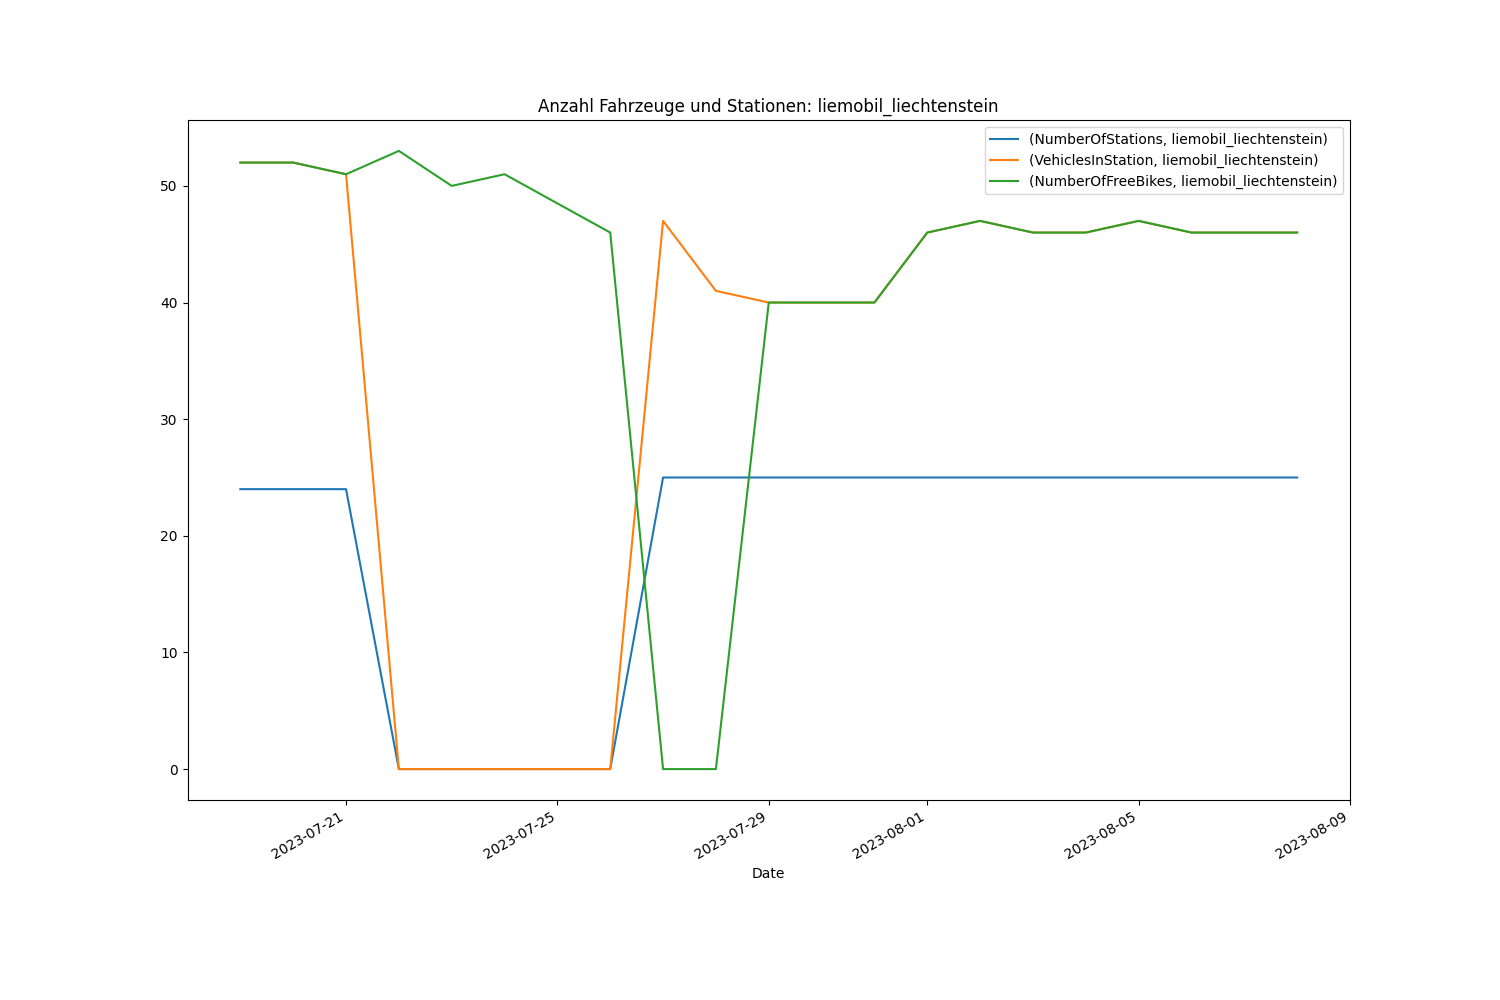 Anzahl Fahrzeuge und Stationen: liemobil_liechtenstein
(NumberOfStations, liemobil_liechtenstein)
(VehiclesInStation, liemobil_liechtenstein)
(NumberOfFreeBikes, liemobil_liechtenstein)
50
40
30
20
10
0
2023-07-21
2023-07-25
2023-07-29
2023-08-01
2023-08-05
2023-08-09
Date